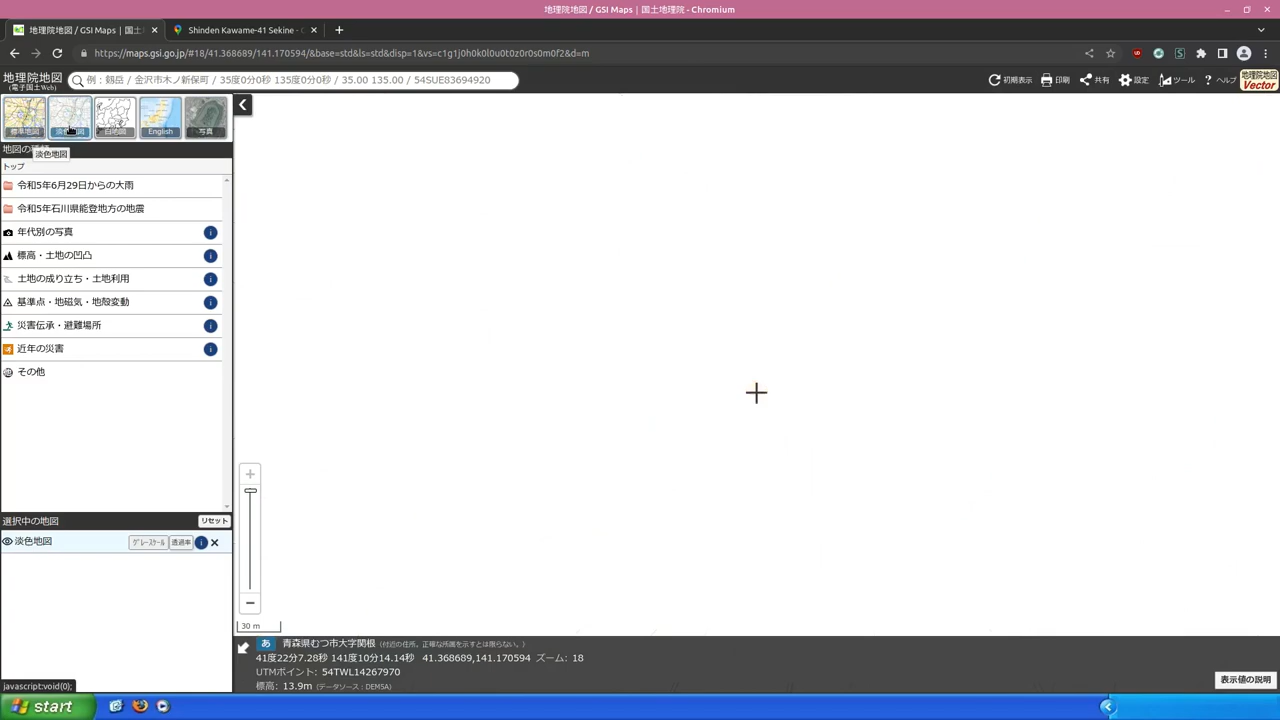 地理院地図 / GSI Maps｜国土地理院 - Chromium
地理院地図 / GSI Maps｜国土
Shinden Kawame-41 Sekine -
https://maps.gsi.go.jp/#18/41.368689/141.170594/&base=std&ls=std&disp=1&vs=c1g1j0h0k0l0u0t0z0r0s0m0f2&d=m
地理院地図
(電子国土Web)
例：剱岳 / 金沢市木ノ新保町 / 35度0分0秒 135度0分0秒 / 35.00 135.00 / 54SUE83694920
初期表示
印刷
共有
設定
ツール
? ヘルプ
地理院地図
Vector
標準地図
淡色地図
白地図
English
写真
地図の種類
淡色地図
トップ
令和5年6月29日からの大雨
令和5年石川県能登地方の地震
年代別の写真
標高・土地の凹凸
土地の成り立ち・土地利用
基準点・地磁気・地殻変動
災害伝承・避難場所
近年の災害
その他
選択中の地図
リセット
淡色地図
グレースケール
透過率
30 m
あ
青森県むつ市大字関根 (付近の住所。正確な所属を示すとは限らない。)
41度22分7.28秒 141度10分14.14秒 41.368689,141.170594 ズーム: 18
UTMポイント: 54TWL14267970
標高: 13.9m (データソース：DEM5A)
表示値の説明
javascript:void(0);
start